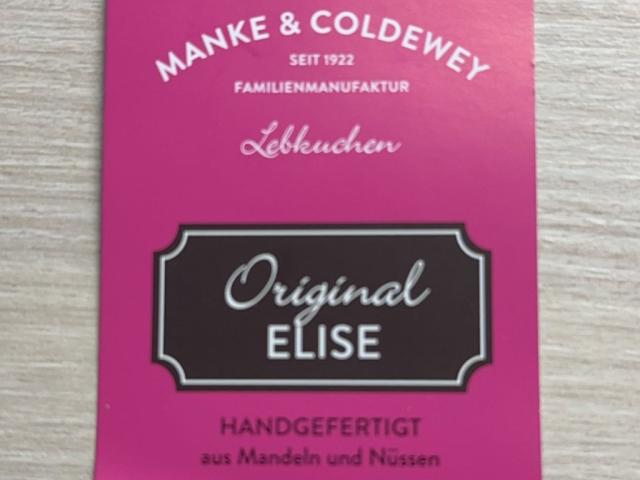 MANKE & COLDEWEY
SEIT 1922
FAMILIENMANUFAKTUR
Lebkuchen
Original
ELISE
HANDGEFERTIGT
aus Mandeln und Nüssen